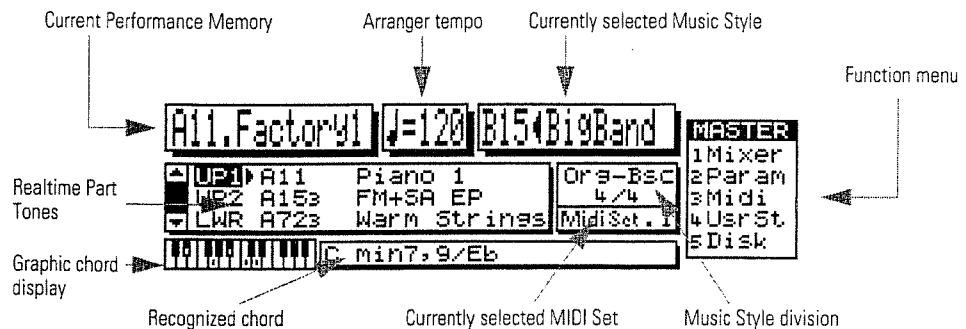 Current Performance Memory
Arranger tempo
Currently selected Music Style
Function menu
A11.Factory1
♩=120
B15 BigBand
MASTER
1Mixer
2Param
3Midi
4UsrSt
5Disk
Realtime Part
Tones
UP1 A11 Piano 1
UP2 A153 FM+SA EP
LWR A723 Warm Strings
Org-Bsc
4/4
Midi Set. 1
Graphic chord
display
C min7,9/Eb
Recognized chord
Currently selected MIDI Set
Music Style division